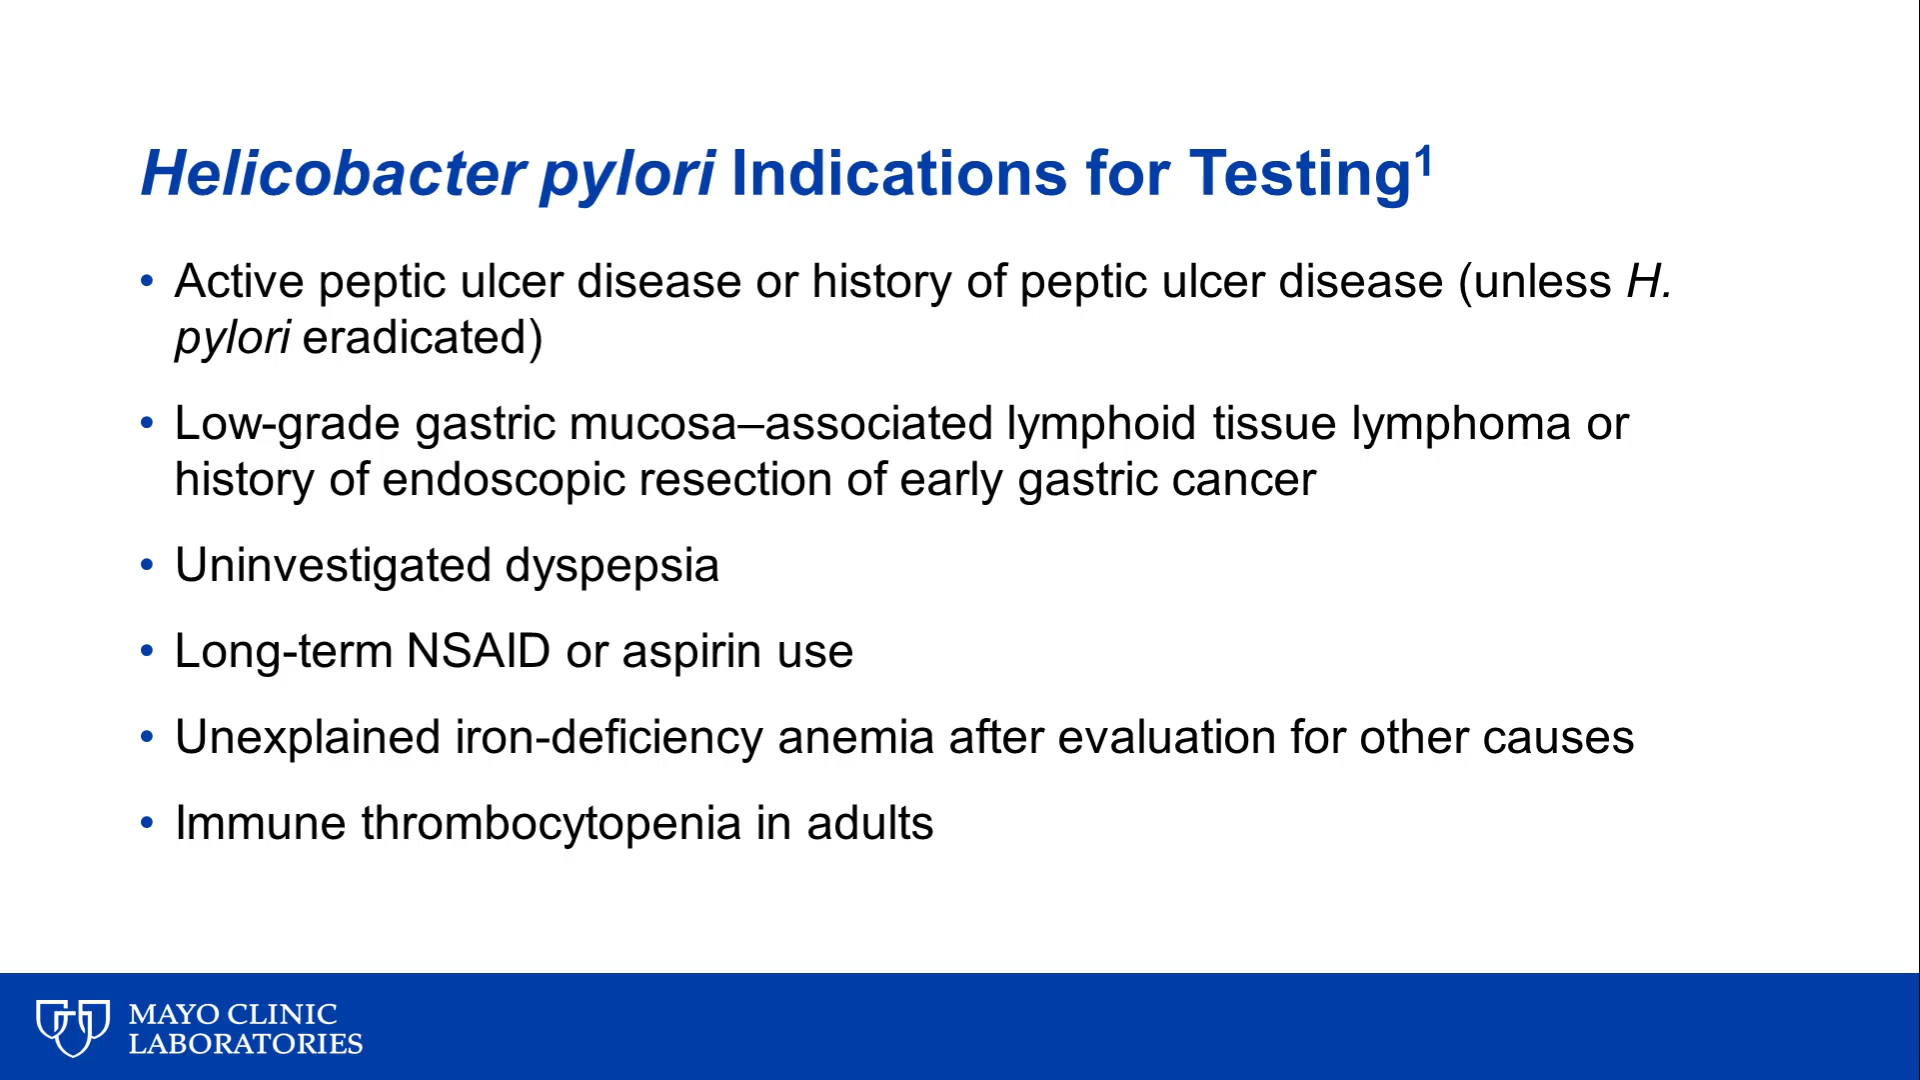 Helicobacter pylori Indications for Testing¹
• Active peptic ulcer disease or history of peptic ulcer disease (unless H.
pylori eradicated)
• Low-grade gastric mucosa–associated lymphoid tissue lymphoma or
history of endoscopic resection of early gastric cancer
• Uninvestigated dyspepsia
• Long-term NSAID or aspirin use
• Unexplained iron-deficiency anemia after evaluation for other causes
• Immune thrombocytopenia in adults
MAYO CLINIC
LABORATORIES